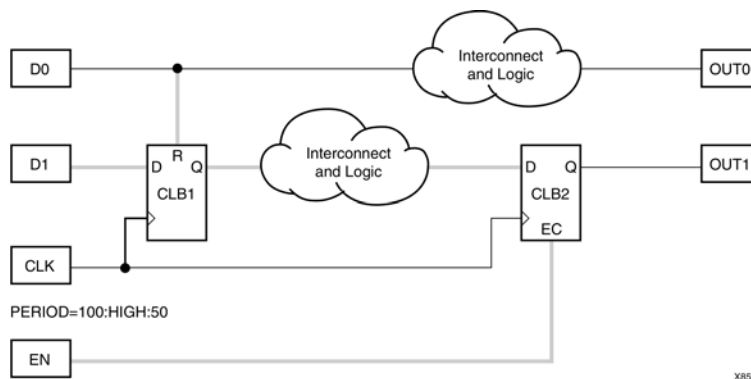 Interconnect
and Logic
D0
OUT0
Interconnect
and Logic
D1
R
D
Q
CLB1
D
Q
CLB2
EC
OUT1
CLK
PERIOD=100:HIGH:50
EN